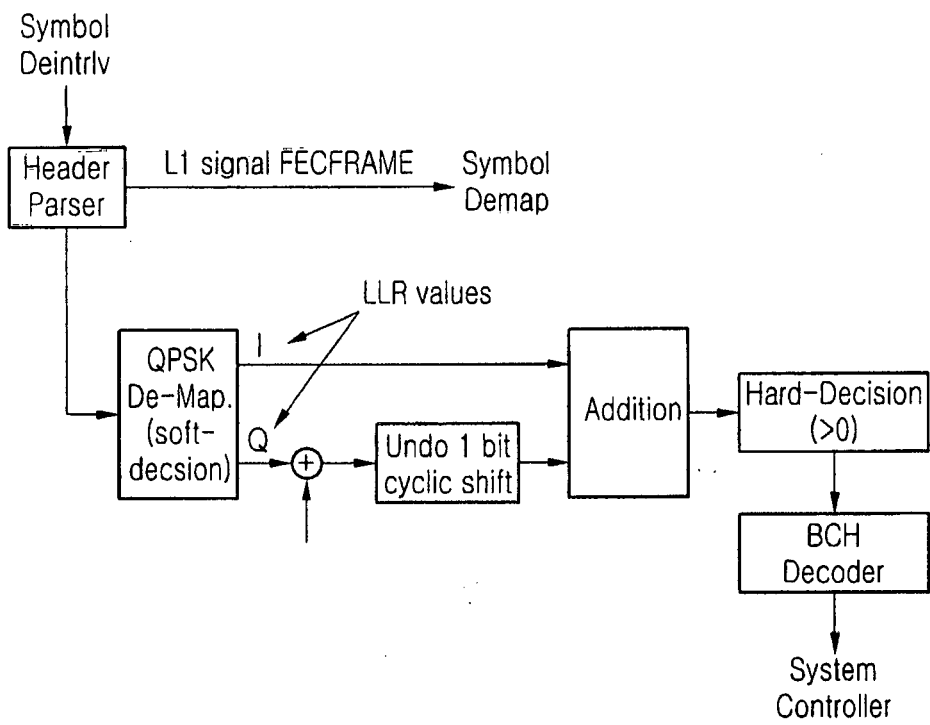 Symbol
Deintrlv
Header
Parser
L1 signal FECFRAME
Symbol
Demap
LLR values
QPSK
De-Map.
(soft-
decsion)
I
Q
+
Undo 1 bit
cyclic shift
Addition
Hard-Decision
(>0)
BCH
Decoder
System
Controller